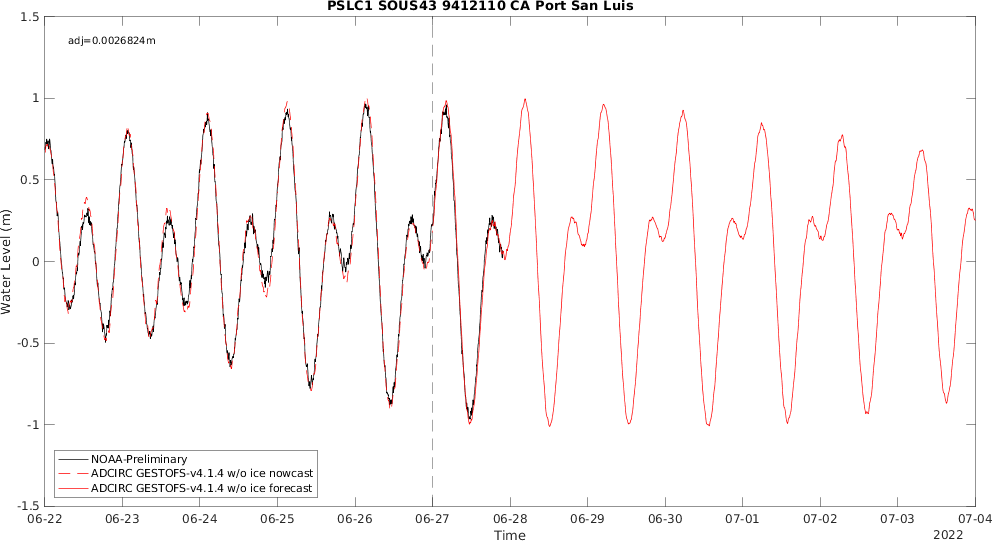 PSLC1 SOUS43 9412110 CA Port San Luis
adj=0.0026824m
1.5
1
0.5
0
-0.5
-1
-1.5
Water Level (m)
NOAA-Preliminary
ADCIRC GESTOFS-v4.1.4 w/o ice nowcast
ADCIRC GESTOFS-v4.1.4 w/o ice forecast
06-22 06-23 06-24 06-25 06-26 06-27 06-28 06-29 06-30 07-01 07-02 07-03 07-04
Time
2022